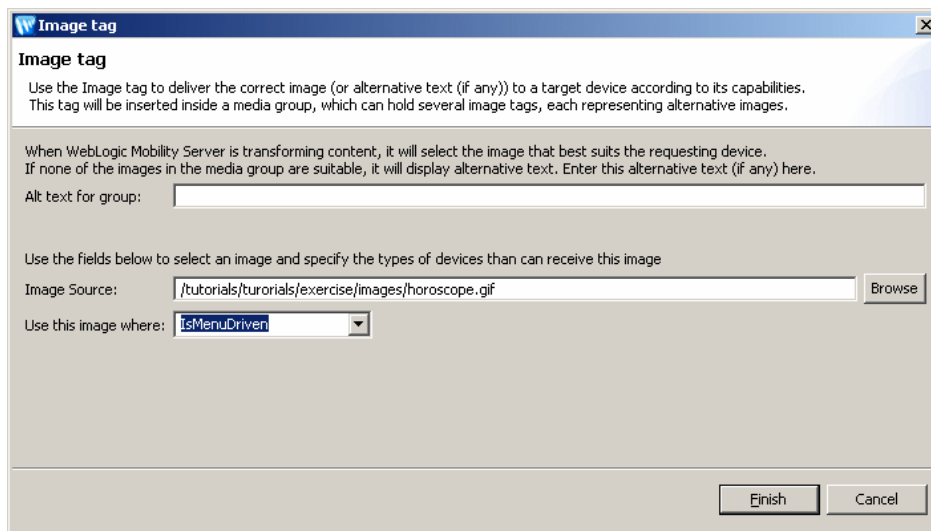 Image tag
Image tag
Use the Image tag to deliver the correct image (or alternative text (if any)) to a target device according to its capabilities.
This tag will be inserted inside a media group, which can hold several image tags, each representing alternative images.
When WebLogic Mobility Server is transforming content, it will select the image that best suits the requesting device.
If none of the images in the media group are suitable, it will display alternative text. Enter this alternative text (if any) here.
Alt text for group:
Use the fields below to select an image and specify the types of devices than can receive this image
Image Source: /tutorials/turorials/exercise/images/horoscope.gif Browse
Use this image where: IsMenuDriven
Finish Cancel